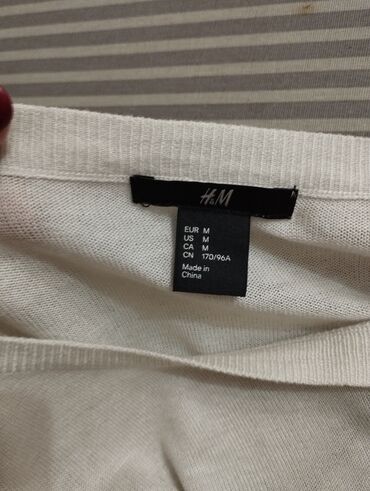 H&M
EUR M
US M
CA M
CN 170/96A
Made in
China